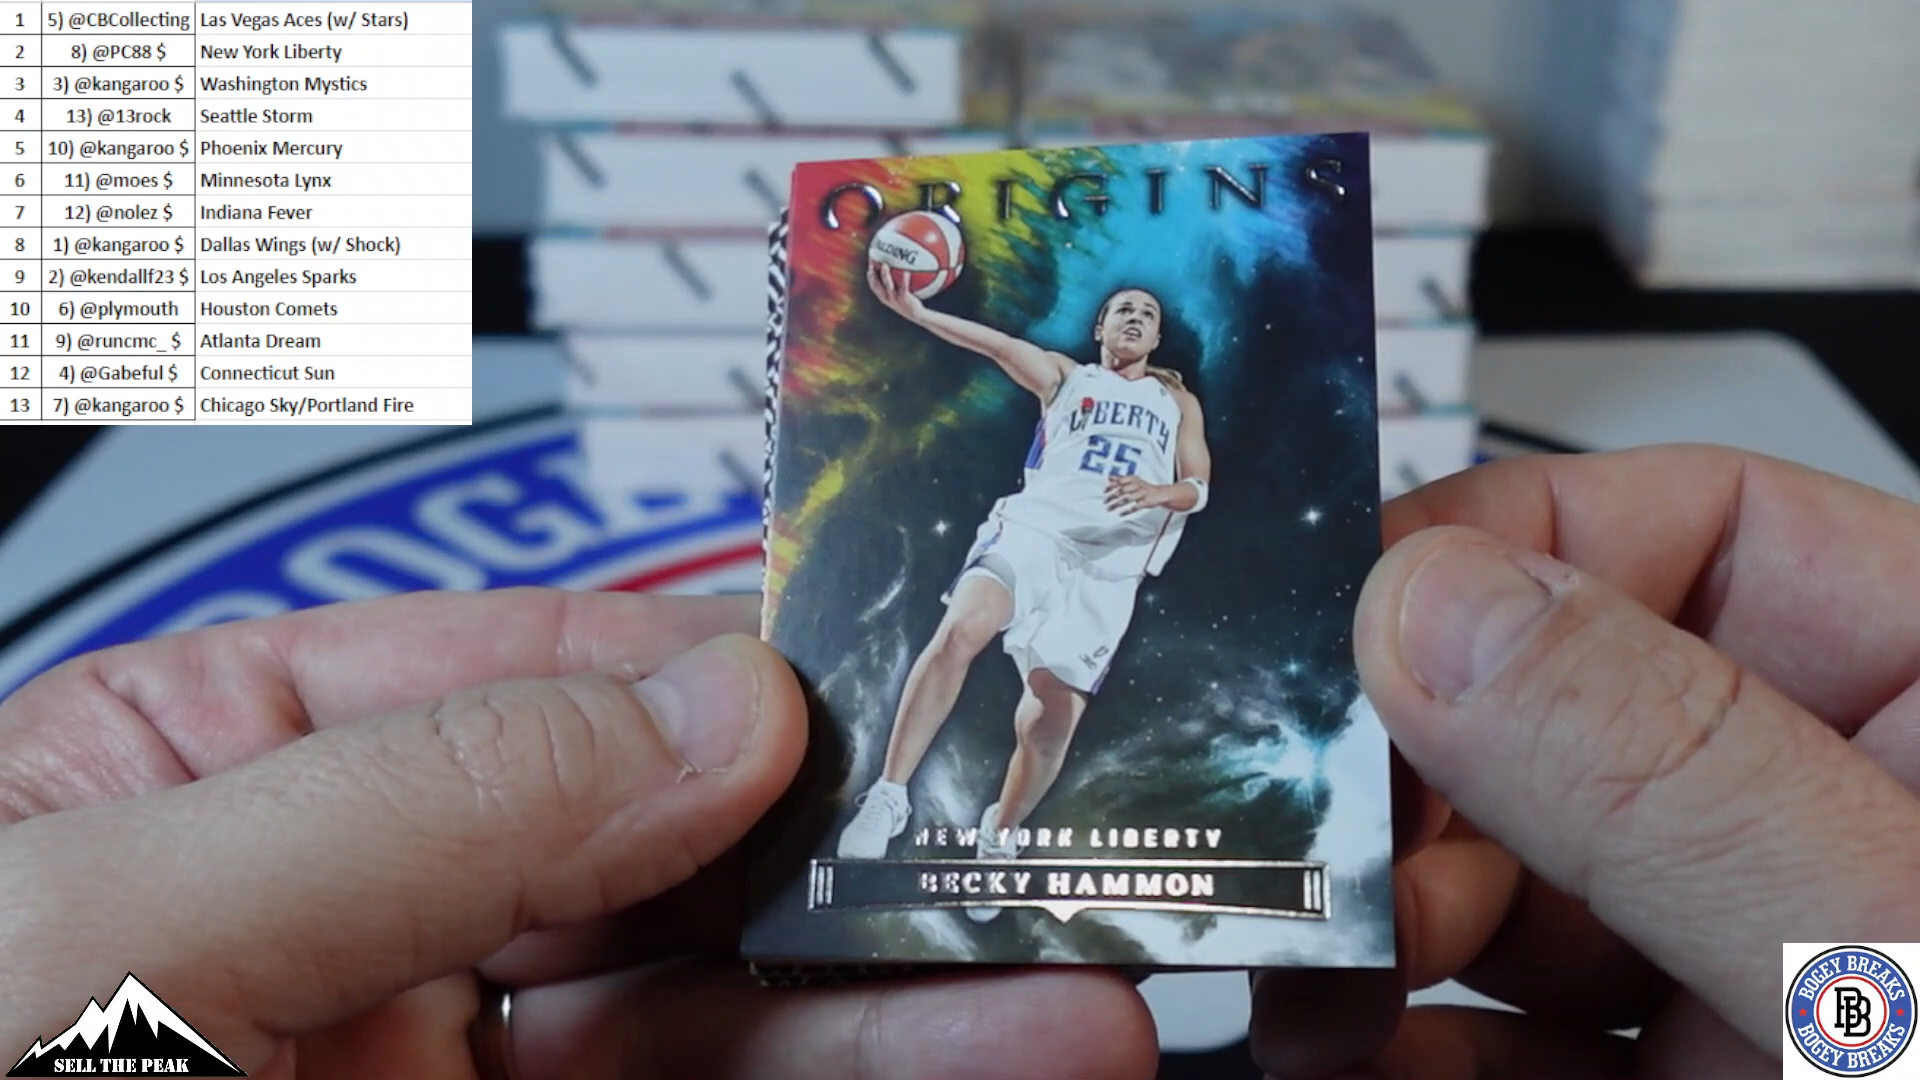 1 5) @CBCollecting Las Vegas Aces (w/ Stars)
2 8) @PC88 $ New York Liberty
3 3) @kangaroo $ Washington Mystics
4 13) @13rock Seattle Storm
5 10) @kangaroo $ Phoenix Mercury
6 11) @moes $ Minnesota Lynx
7 12) @nolez $ Indiana Fever
8 1) @kangaroo $ Dallas Wings (w/ Shock)
9 2) @kendallf23 $ Los Angeles Sparks
10 6) @plymouth Houston Comets
11 9) @runcmc_ $ Atlanta Dream
12 4) @Gabeful $ Connecticut Sun
13 7) @kangaroo $ Chicago Sky/Portland Fire
ORIGINS
SPALDING
LIBERTY
25
NEW YORK LIBERTY
BECKY HAMMON
BOGEY
SELL THE PEAK
BOGEY BREAKS
BB
BOGEY BREAKS